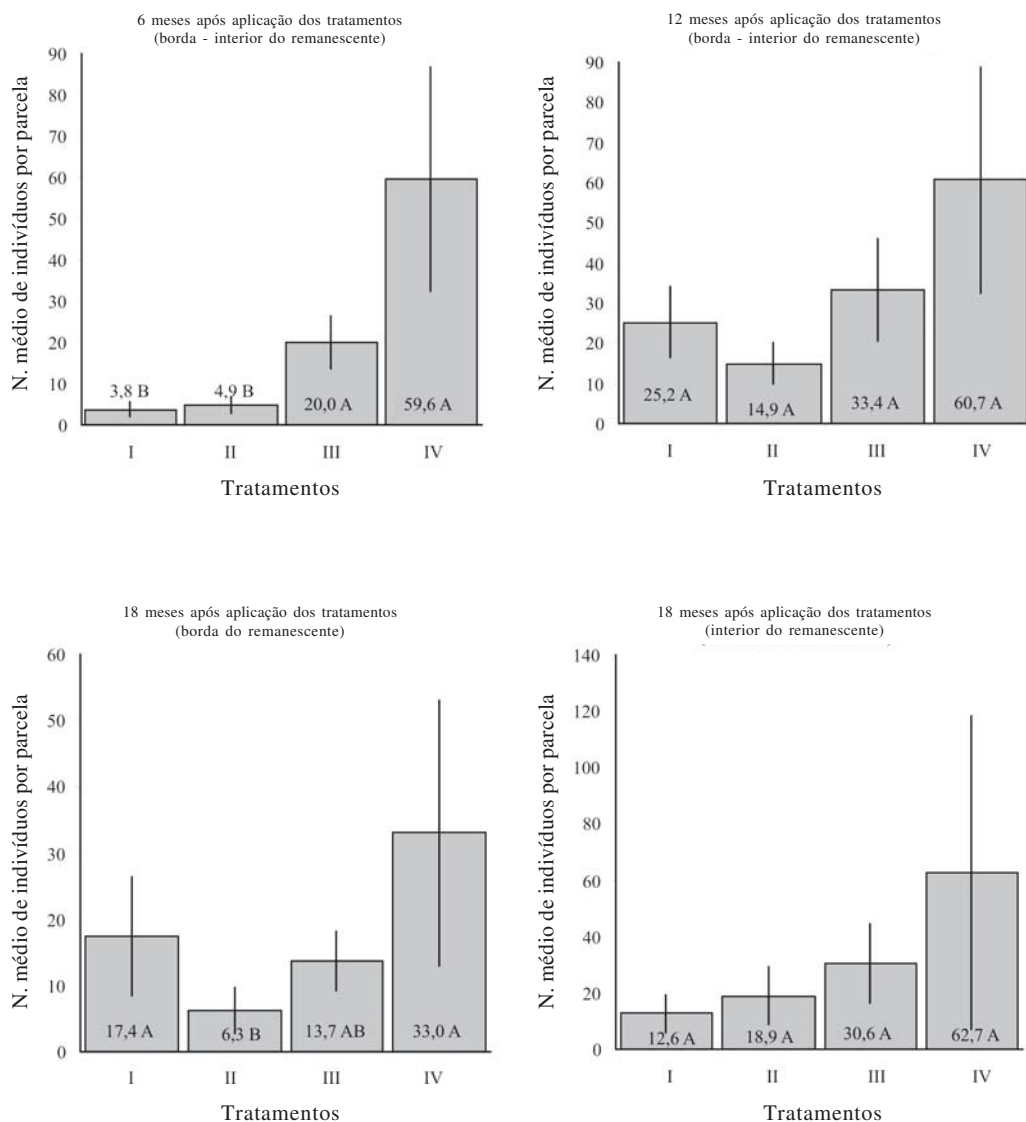 6 meses após aplicação dos tratamentos
(borda - interior do remanescente)
N. médio de indivíduos por parcela
90
80
70
60
50
40
30
20
10
0
3,8 B
4,9 B
20,0 A
59,6 A
I
II
III
IV
Tratamentos
12 meses após aplicação dos tratamentos
(borda - interior do remanescente)
N. médio de indivíduos por parcela
90
80
70
60
50
40
30
20
10
0
25,2 A
14,9 A
33,4 A
60,7 A
I
II
III
IV
Tratamentos
18 meses após aplicação dos tratamentos
(borda do remanescente)
N. médio de indivíduos por parcela
60
50
40
30
20
10
0
17,4 A
6,3 B
13,7 AB
33,0 A
I
II
III
IV
Tratamentos
18 meses após aplicação dos tratamentos
(interior do remanescente)
N. médio de indivíduos por parcela
140
120
100
80
60
40
20
0
12,6 A
18,9 A
30,6 A
62,7 A
I
II
III
IV
Tratamentos